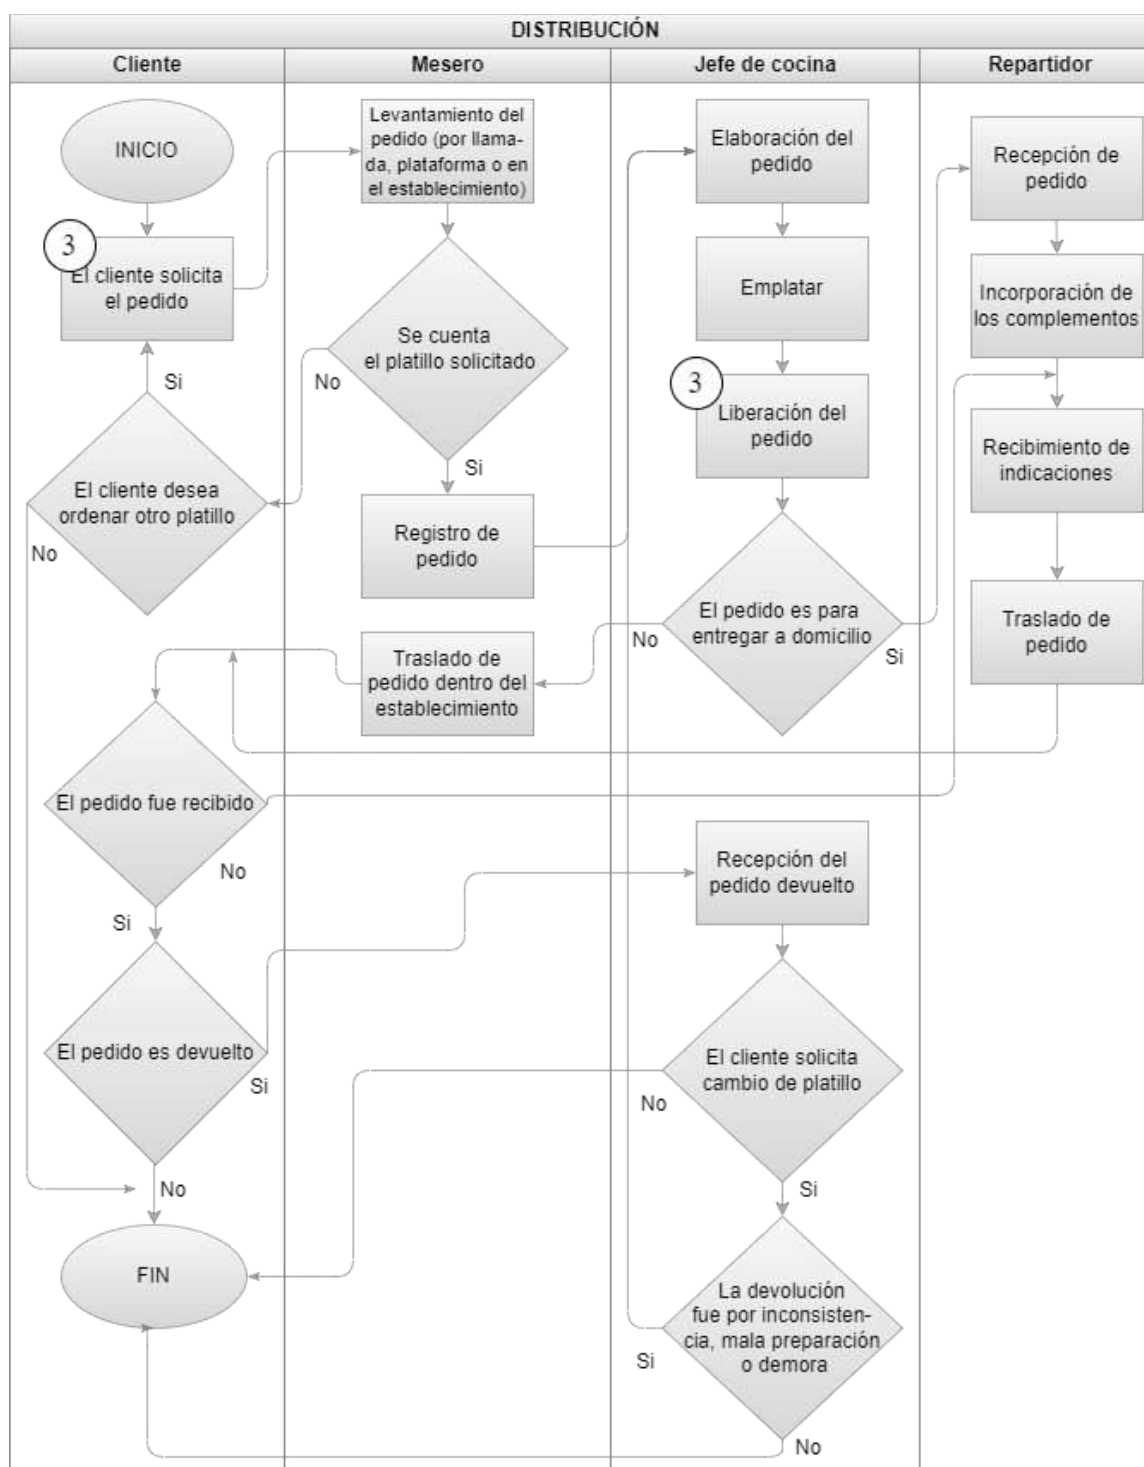 DISTRIBUCIÓN
Cliente
Mesero
Jefe de cocina
Repartidor
INICIO
3
El cliente solicita
el pedido
Si
El cliente desea
ordenar otro platillo
No
El pedido fue recibido
No
Si
El pedido es devuelto
Si
No
FIN
Levantamiento del
pedido (por llama-
da, plataforma o en
el establecimiento)
Se cuenta
el platillo solicitado
No
Si
Registro de
pedido
Traslado de
pedido dentro del
establecimiento
Elaboración del
pedido
Emplatar
3
Liberación del
pedido
El pedido es para
entregar a domicilio
No
Si
Recepción del
pedido devuelto
El cliente solicita
cambio de platillo
No
Si
La devolución
fue por inconsisten-
cia, mala preparación
o demora
Si
No
Recepción de
pedido
Incorporación de
los complementos
Recibimiento de
indicaciones
Traslado de
pedido